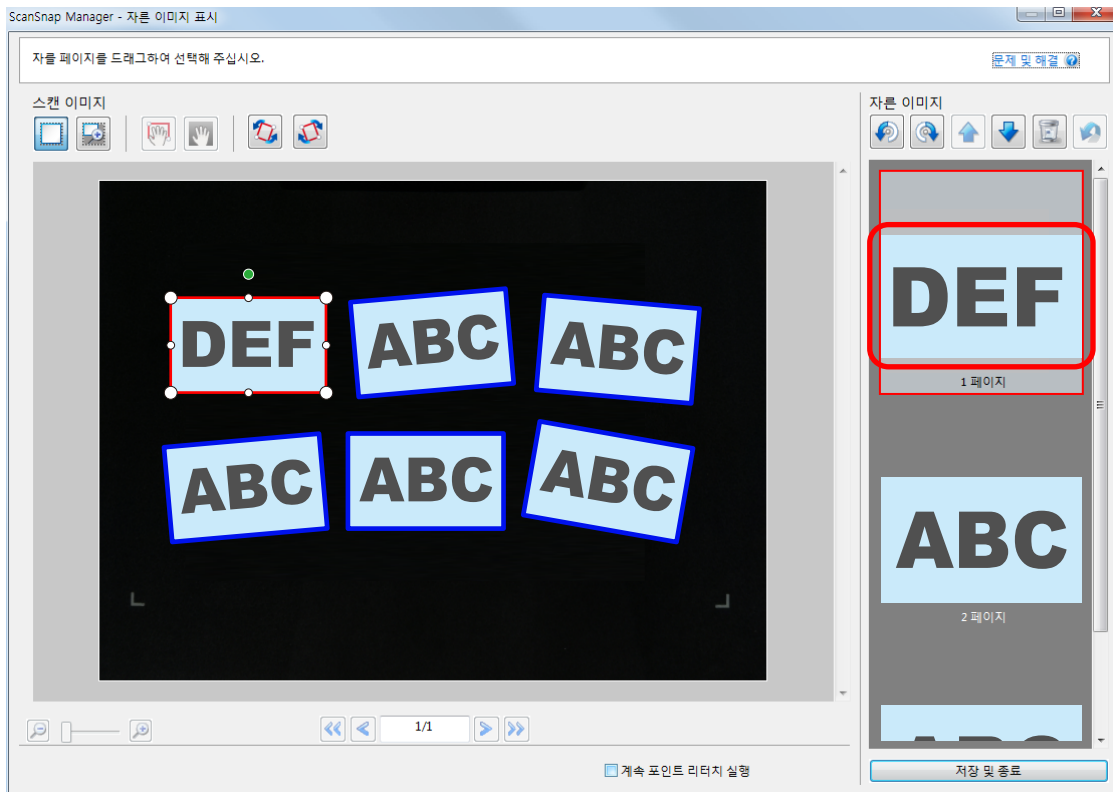 ScanSnap Manager - 자른 이미지 표시
자를 페이지를 드래그하여 선택해 주십시오.
문제 및 해결 ?
스캔 이미지
자른 이미지
DEF
ABC
ABC
ABC
ABC
ABC
DEF
1 페이지
ABC
2 페이지
ABC
1/1
계속 포인트 리터치 실행
저장 및 종료